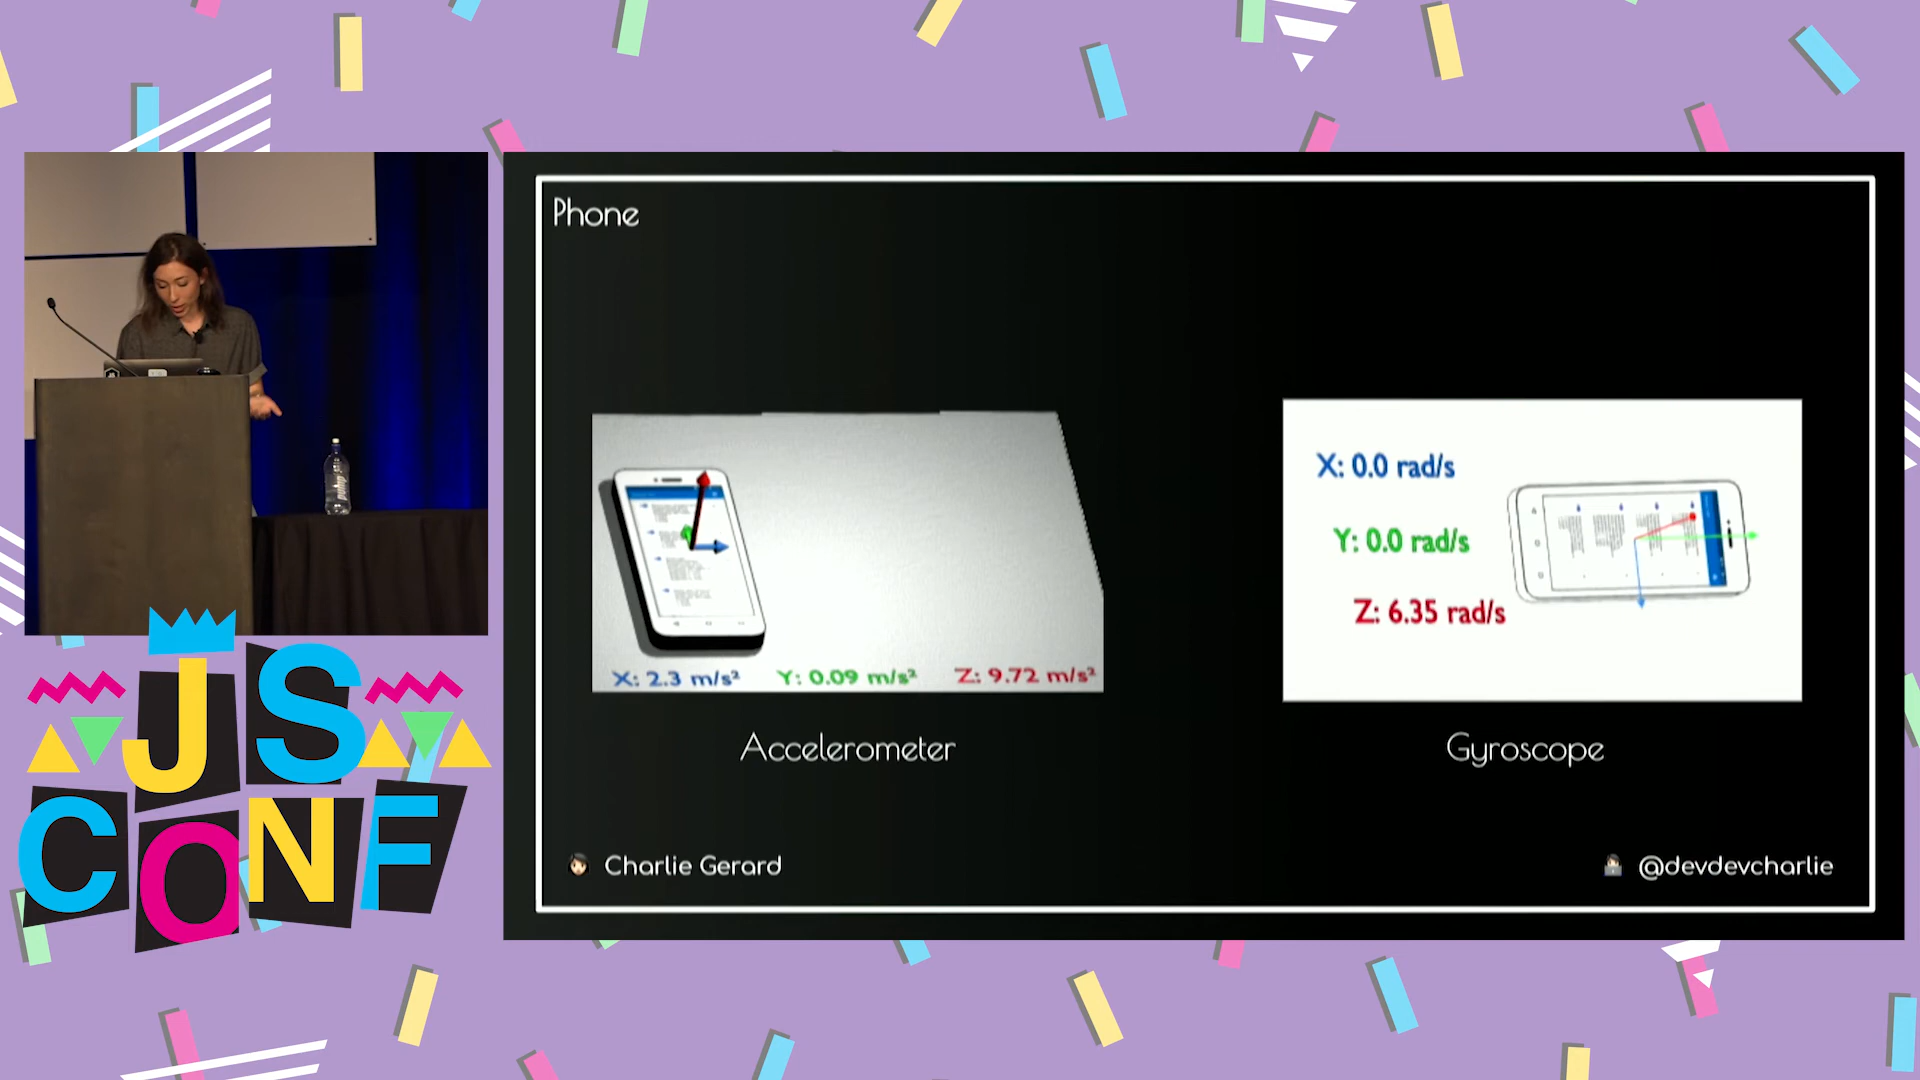 Phone
X: 2.3 m/s² Y: 0.09 m/s² Z: 9.72 m/s²
Accelerometer
X: 0.0 rad/s
Y: 0.0 rad/s
Z: 6.35 rad/s
Gyroscope
Charlie Gerard
@devdevcharlie
JS
CONF